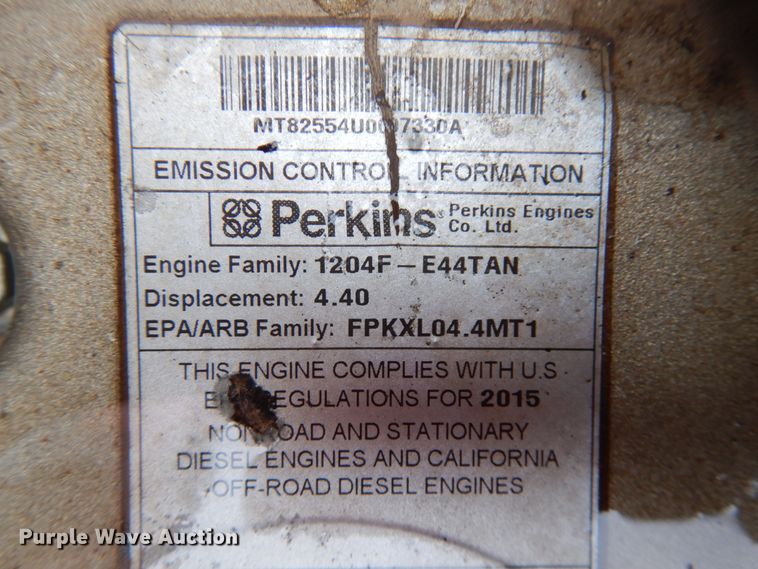 EMISSION CONTROL INFORMATION
Perkins
Perkins Engines
Co. Ltd.
Engine Family: 1204F - E44TAN
Displacement: 4.40
EPA/ARB Family: FPKXL04.4MT1
THIS ENGINE COMPLIES WITH U.S
REGULATIONS FOR 2015
NON ROAD AND STATIONARY
DIESEL ENGINES AND CALIFORNIA
OFF-ROAD DIESEL ENGINES
Purple Wave Auction